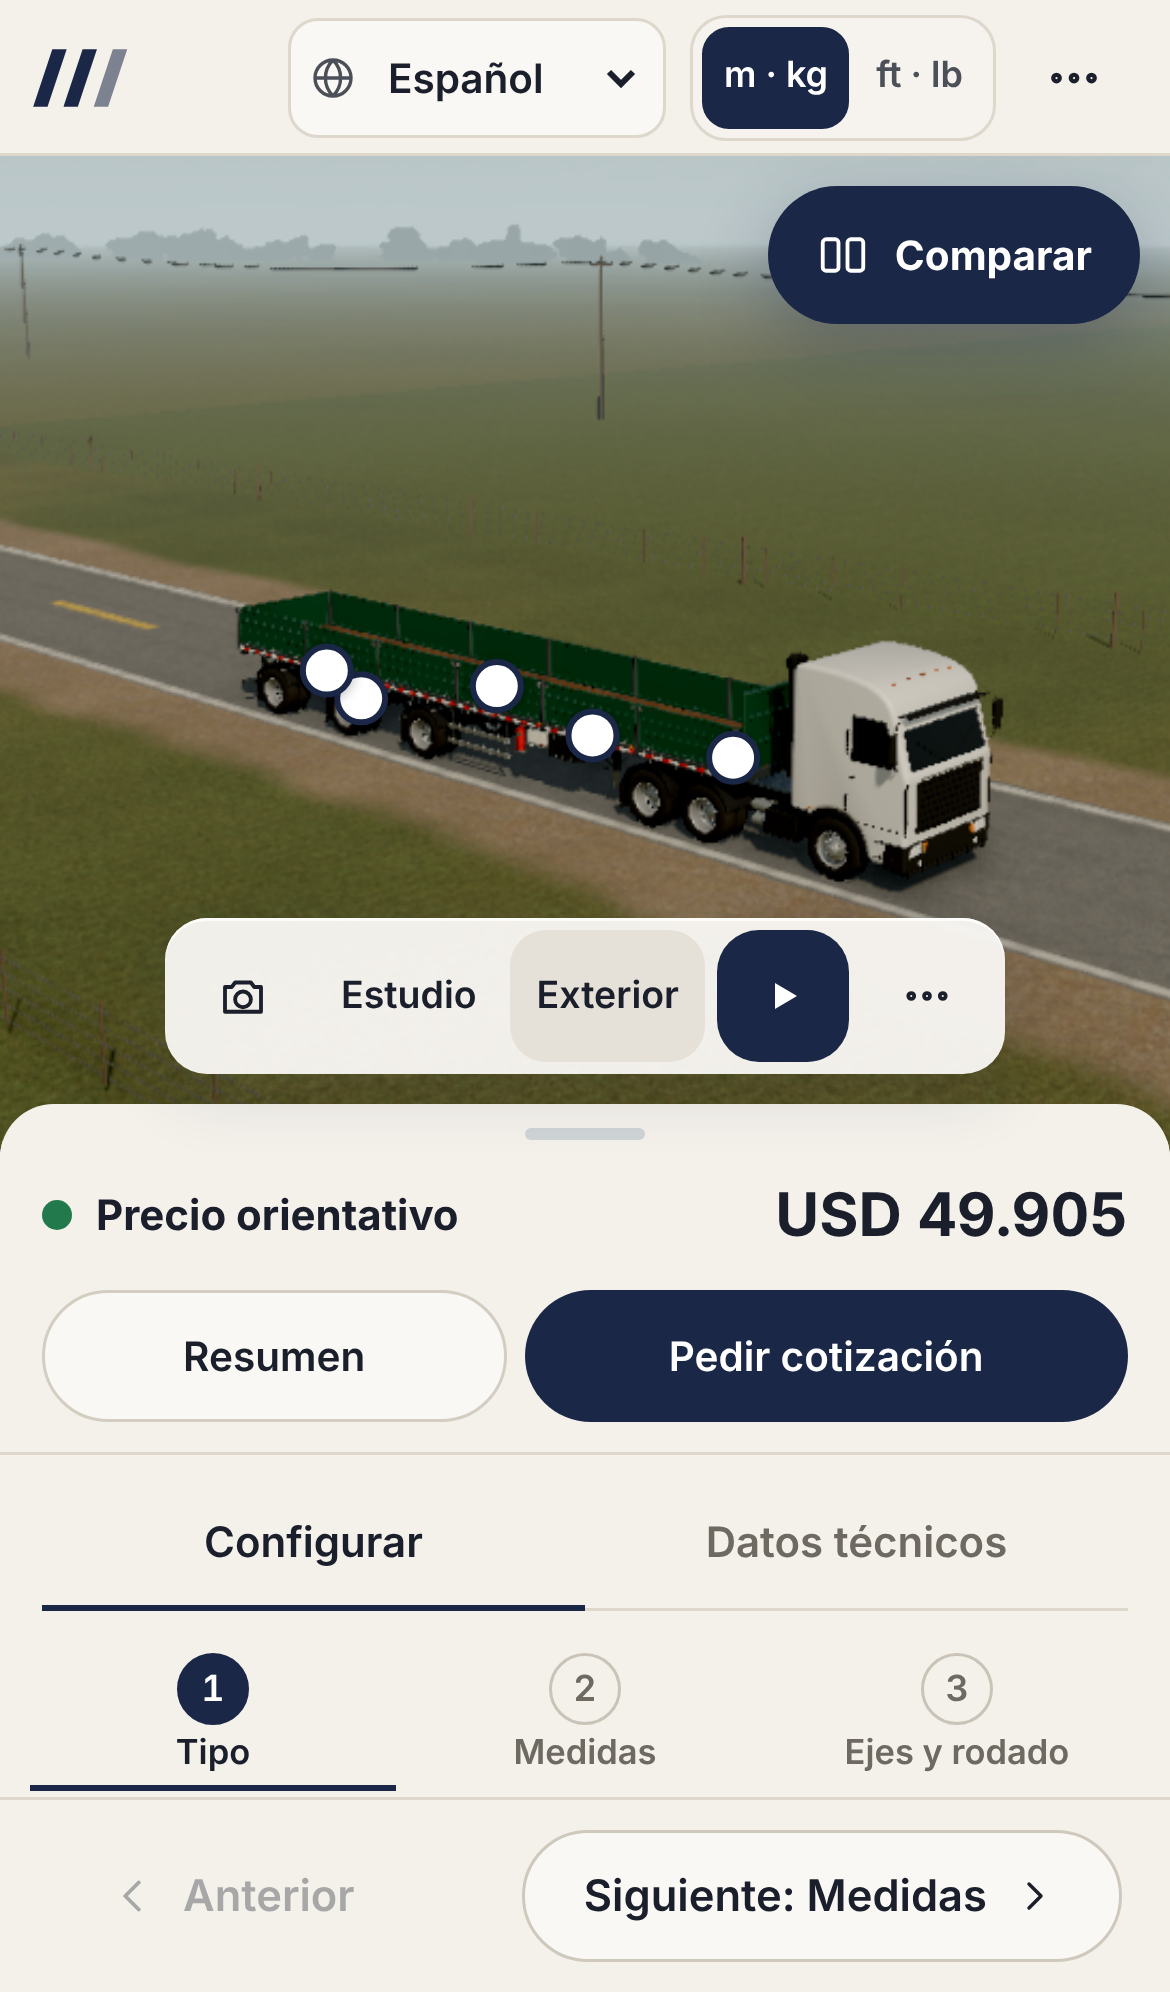 Español
m · kg
ft · lb
Comparar
Estudio
Exterior
Precio orientativo
USD 49.905
Resumen
Pedir cotización
Configurar
Datos técnicos
1
Tipo
2
Medidas
3
Ejes y rodado
Anterior
Siguiente: Medidas